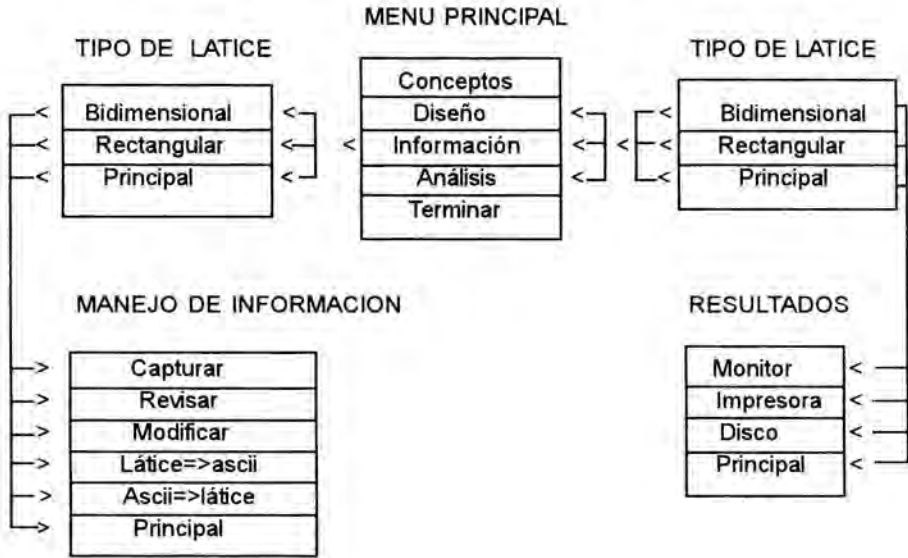 MENU PRINCIPAL
TIPO DE LATICE
Bidimensional
Rectangular
Principal
Conceptos
Diseño
Información
Análisis
Terminar
TIPO DE LATICE
Bidimensional
Rectangular
Principal
MANEJO DE INFORMACION
Capturar
Revisar
Modificar
Látice=>ascii
Ascii=>látice
Principal
RESULTADOS
Monitor
Impresora
Disco
Principal